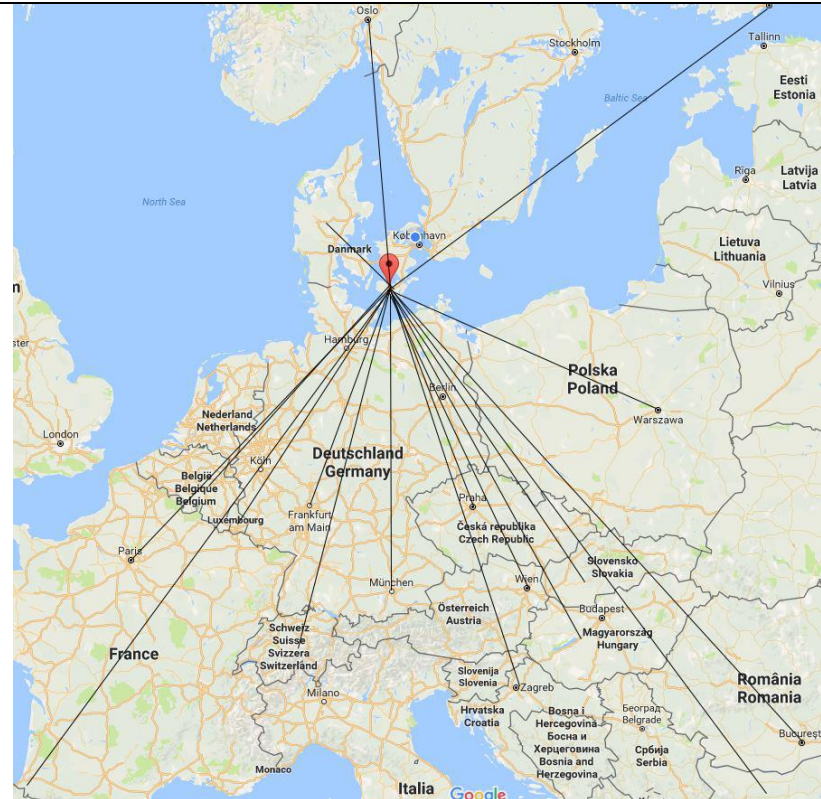 Oslo
Stockholm
Tallinn
Eesti
Estonia
Baltic Sea
Rīga
Latvija
Latvia
North Sea
København
Danmark
Lietuva
Lithuania
Vilnius
m
ster
Hamburg
Polska
Poland
Berlin
Warszawa
Nederland
Netherlands
London
Deutschland
Germany
Köln
België
Belgique
Belgium
Praha
Frankfurt
am Main
Luxembourg
Česká republika
Czech Republic
Paris
Slovensko
Slovakia
München
Wien
Österreich
Austria
Budapest
Magyarország
Hungary
Schweiz
Suisse
Svizzera
Switzerland
France
Slovenija
Slovenia
România
Romania
Zagreb
Milano
Hrvatska
Croatia
Bosna i
Hercegovina
Босна и
Херцеговина
Bosnia and
Herzegovina
Београд
Belgrade
București
Србија
Serbia
Monaco
Italia
Google